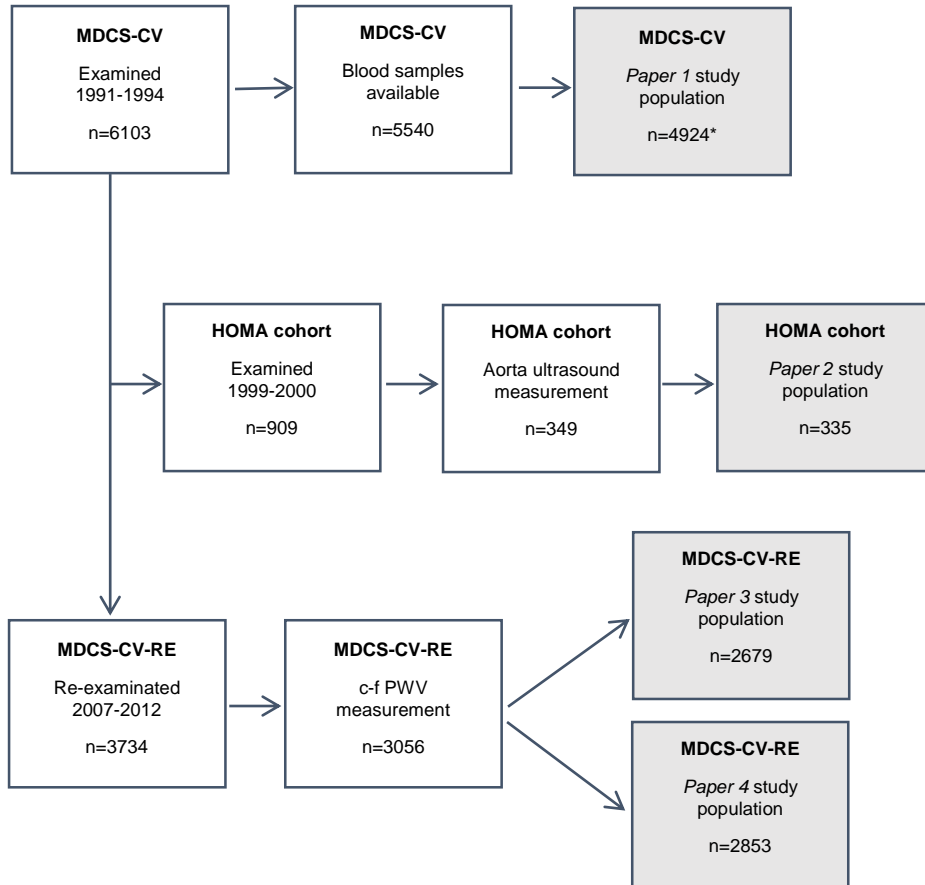 MDCS-CV
Examined
1991-1994
n=6103
MDCS-CV
Blood samples
available
n=5540
MDCS-CV
Paper 1 study
population
n=4924*
HOMA cohort
Examined
1999-2000
n=909
HOMA cohort
Aorta ultrasound
measurement
n=349
HOMA cohort
Paper 2 study
population
n=335
MDCS-CV-RE
Re-examinated
2007-2012
n=3734
MDCS-CV-RE
c-f PWV
measurement
n=3056
MDCS-CV-RE
Paper 3 study
population
n=2679
MDCS-CV-RE
Paper 4 study
population
n=2853